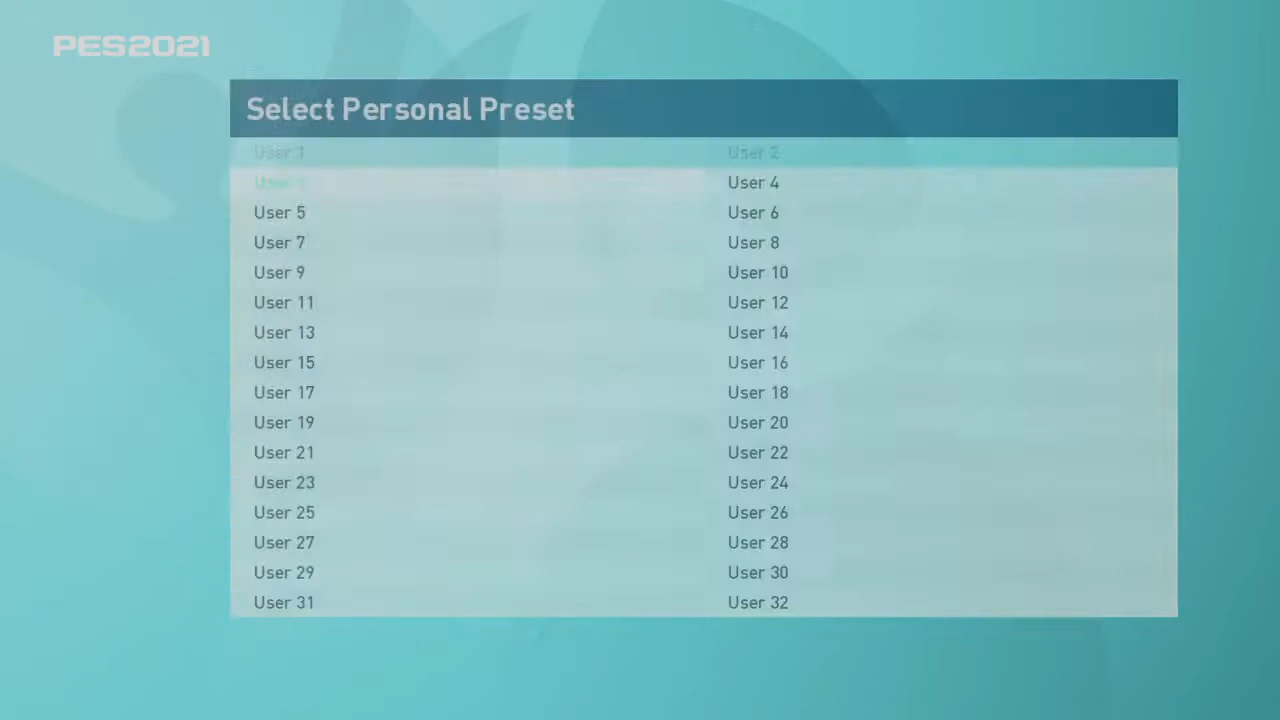 PES2021
Select Personal Preset
User 1 User 2
User 4
User 5 User 6
User 7 User 8
User 9 User 10
User 11 User 12
User 13 User 14
User 15 User 16
User 17 User 18
User 19 User 20
User 21 User 22
User 23 User 24
User 25 User 26
User 27 User 28
User 29 User 30
User 31 User 32